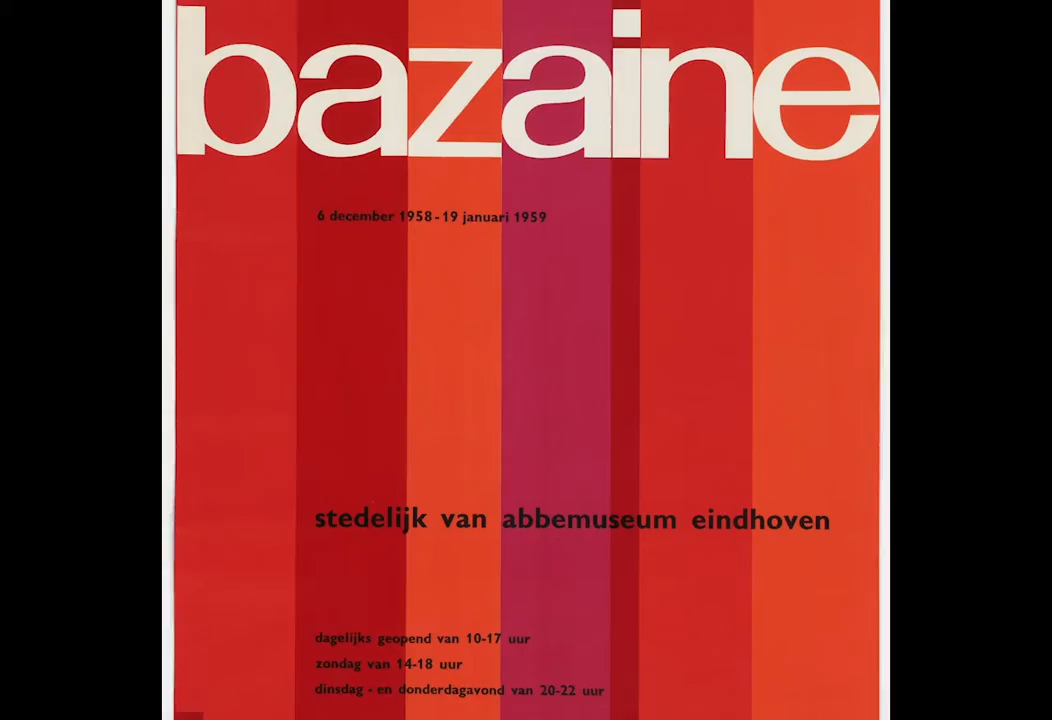 bazaine
6 december 1958 - 19 januari 1959
stedelijk van abbemuseum eindhoven
dagelijks geopend van 10-17 uur
zondag van 14-18 uur
dinsdag - en donderdagavond van 20-22 uur